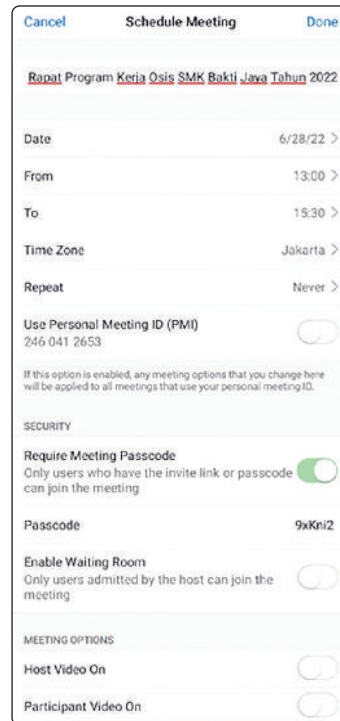 Cancel Schedule Meeting Done
Rapat Program Kerja Osis SMK Bakti Jaya Tahun 2022
Date 6/28/22 >
From 13:00 >
To 15:30 >
Time Zone Jakarta >
Repeat Never >
Use Personal Meeting ID (PMI)
246 041 2653
If this option is enabled, any meeting options that you change here
will be applied to all meetings that use your personal meeting ID.
SECURITY
Require Meeting Passcode
Only users who have the invite link or passcode
can join the meeting
Passcode 9xKni2
Enable Waiting Room
Only users admitted by the host can join the
meeting
MEETING OPTIONS
Host Video On
Participant Video On